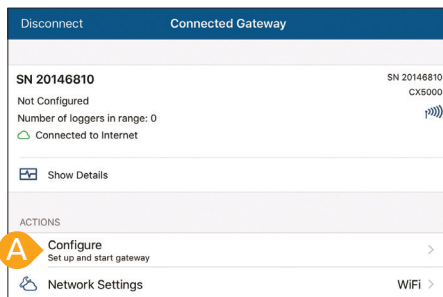 Disconnect Connected Gateway
SN 20146810 SN 20146810
Not Configured CX5000
Number of loggers in range: 0
Connected to Internet
Show Details
ACTIONS
A Configure
Set up and start gateway
Network Settings WiFi